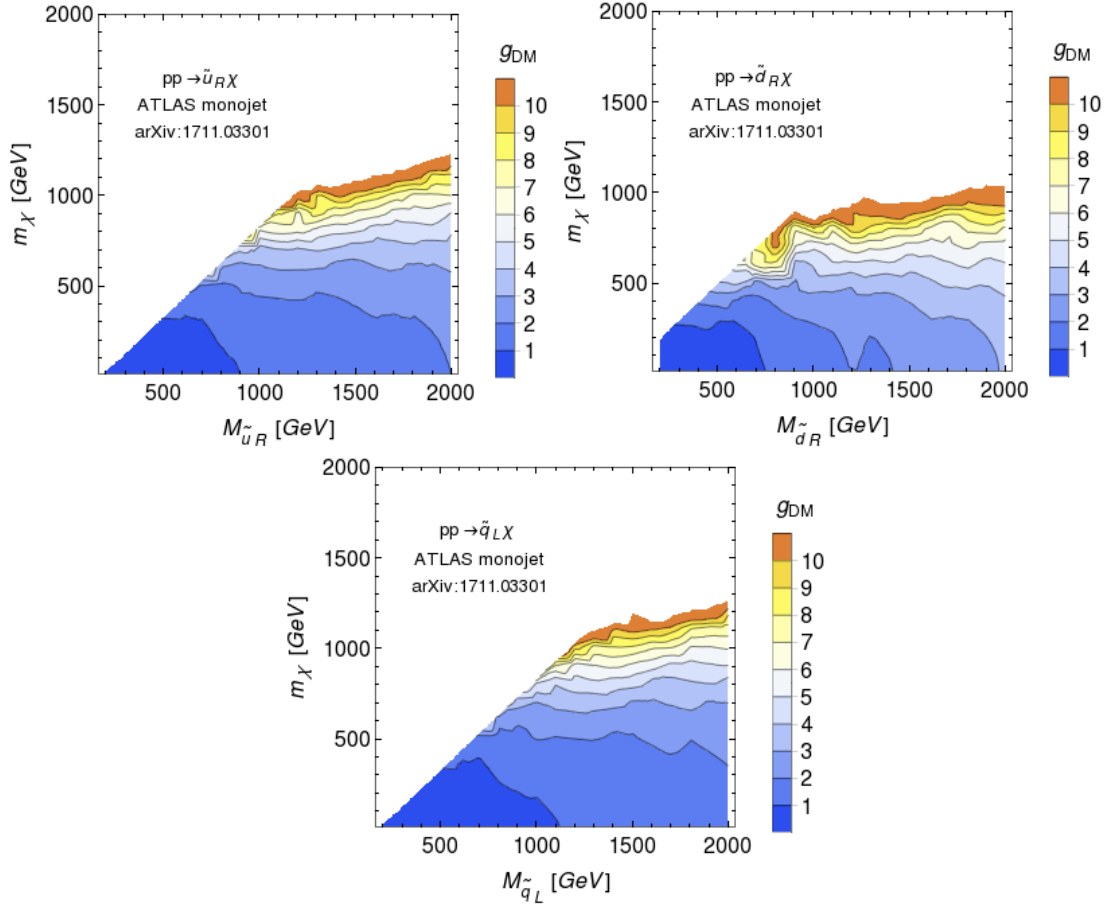 2000
1500
1000
500
m_χ [GeV]
pp→ũ_R χ
ATLAS monojet
arXiv:1711.03301
500 1000 1500 2000
M_ũ_R [GeV]
g_DM
10
9
8
7
6
5
4
3
2
1
2000
1500
1000
500
m_χ [GeV]
pp→d̃_R χ
ATLAS monojet
arXiv:1711.03301
500 1000 1500 2000
M_d̃_R [GeV]
g_DM
10
9
8
7
6
5
4
3
2
1
2000
1500
1000
500
m_χ [GeV]
pp→q̃_L χ
ATLAS monojet
arXiv:1711.03301
500 1000 1500 2000
M_q̃_L [GeV]
g_DM
10
9
8
7
6
5
4
3
2
1